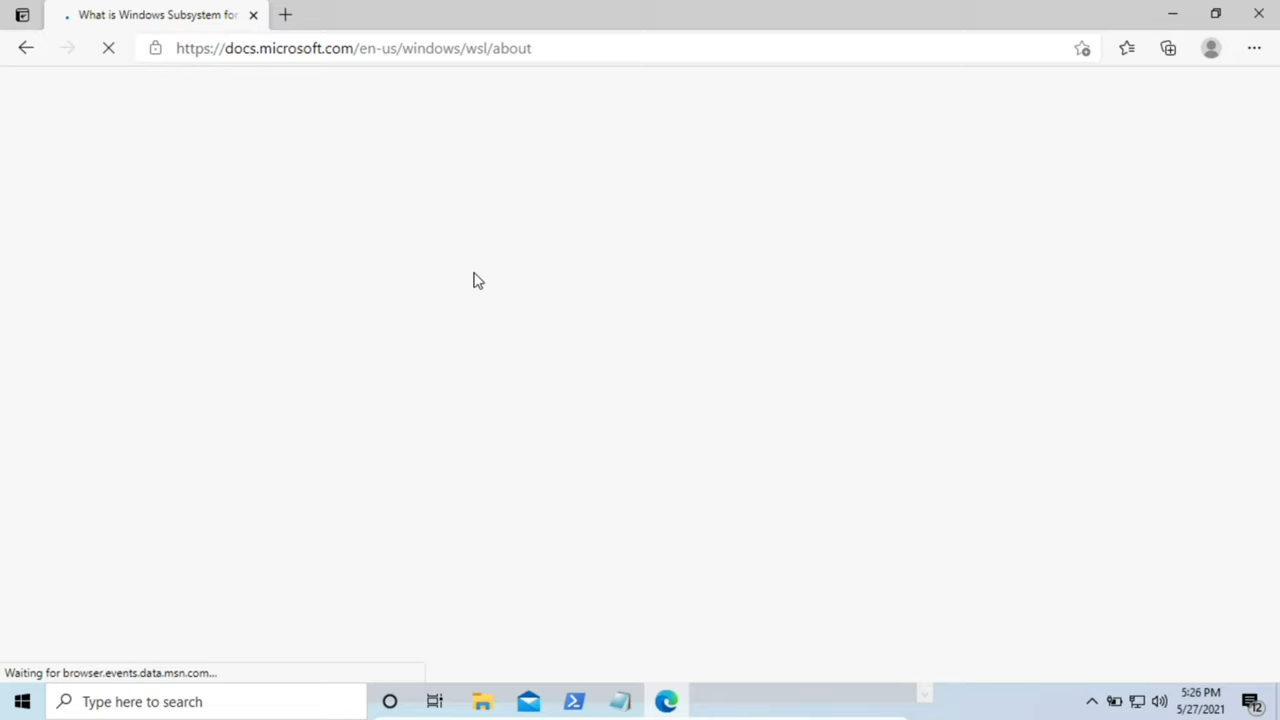 What is Windows Subsystem for
https://docs.microsoft.com/en-us/windows/wsl/about
Waiting for browser.events.data.msn.com...
Type here to search
5:26 PM
5/27/2021
12